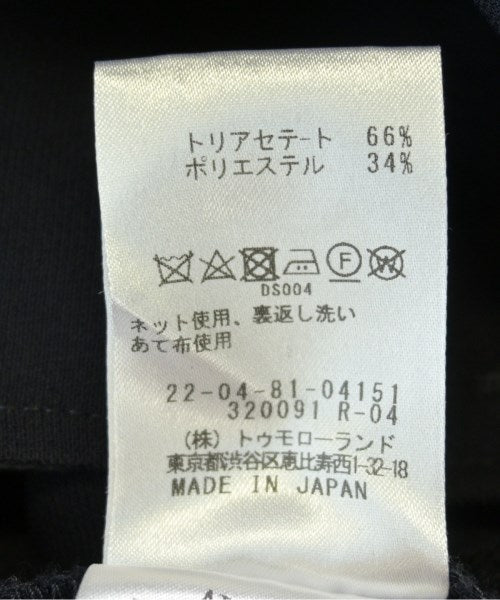 トリアセテート 66%
ポリエステル 34%
F W
DS004
ネット使用、裏返し洗い
あて布使用
22-04-81-04151
320091 R-04
(株) トゥモローランド
東京都渋谷区恵比寿西1-32-18
MADE IN JAPAN